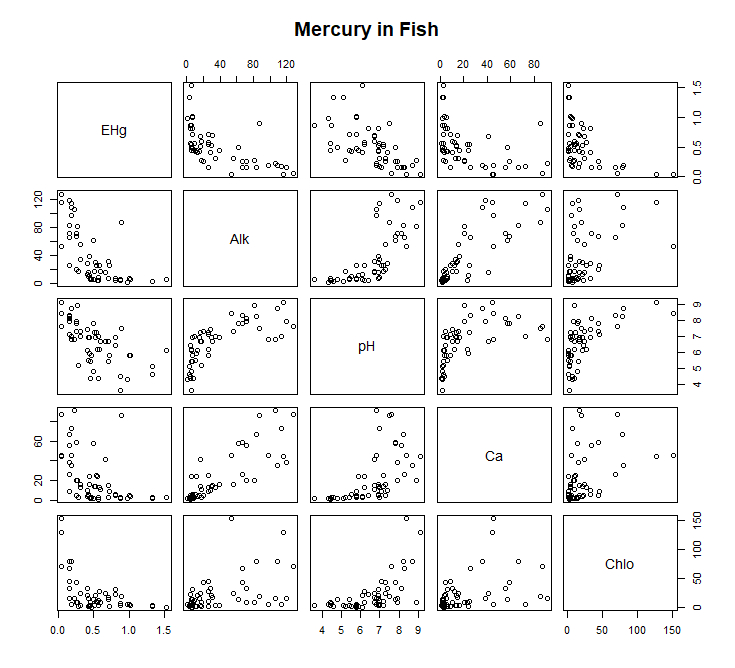 Mercury in Fish
0 40 80 120 0 20 40 60 80
EHg
0.0 0.5 1.0 1.5
0 40 80 120
Alk
pH
4 5 6 7 8 9
0 20 60
Ca
Chlo
0 50 100 150
0.0 0.5 1.0 1.5 4 5 6 7 8 9 0 50 100 150